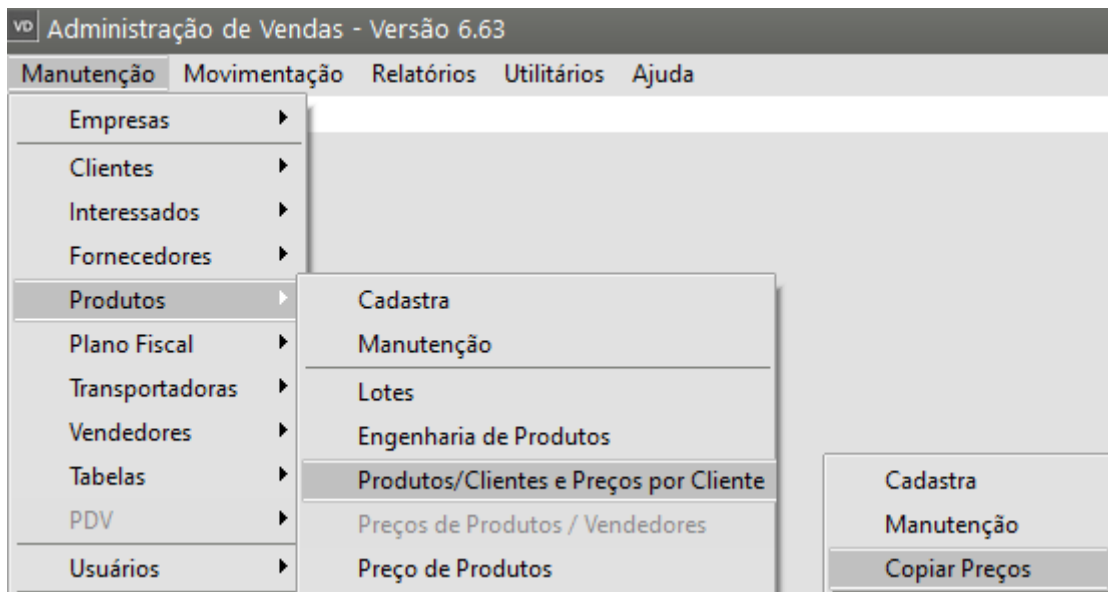 VD Administração de Vendas - Versão 6.63
Manutenção Movimentação Relatórios Utilitários Ajuda
Empresas
Clientes
Interessados
Fornecedores
Produtos
Plano Fiscal
Transportadoras
Vendedores
Tabelas
PDV
Usuários
Cadastra
Manutenção
Lotes
Engenharia de Produtos
Produtos/Clientes e Preços por Cliente
Preços de Produtos / Vendedores
Preço de Produtos
Cadastra
Manutenção
Copiar Preços